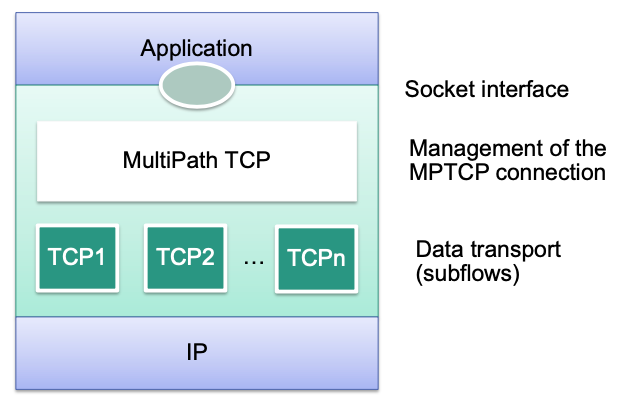 Application
Socket interface
MultiPath TCP
Management of the
MPTCP connection
TCP1 TCP2 ... TCPn
Data transport
(subflows)
IP